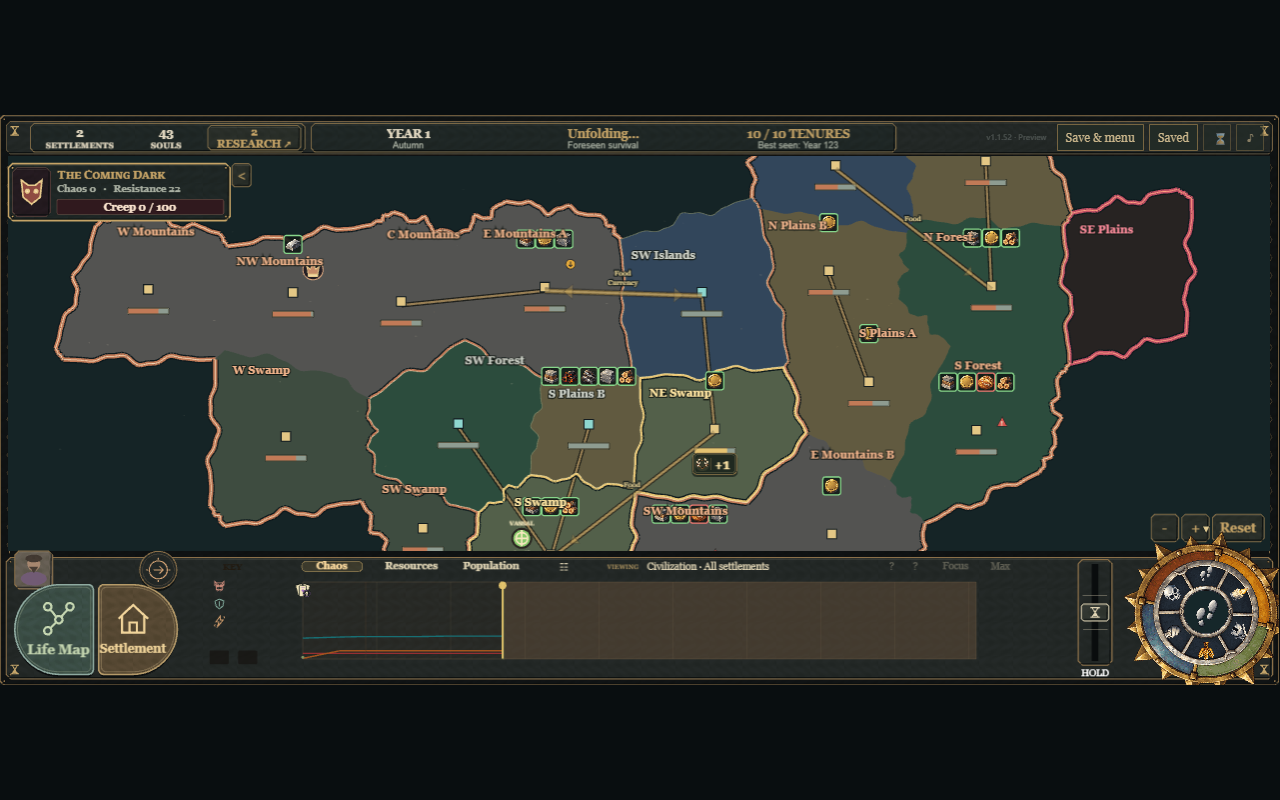 2
SETTLEMENTS
43
SOULS
2
RESEARCH ↗
YEAR 1
Autumn
Unfolding...
Foreseen survival
10 / 10 TENURES
Best seen: Year 123
v1.1.52 · Preview
Save & menu
Saved
THE COMING DARK
Chaos 0 · Resistance 22
Creep 0 / 100
<
W Mountains
NW Mountains
C Mountains
E Mountains A
SW Islands
N Plains B
Food
N Forest
SE Plains
Food
Currency
S Plains A
W Swamp
SW Forest
S Plains B
NE Swamp
S Forest
E Mountains B
+1
SW Swamp
S Swamp
Food
SW Mountains
VASSAL
-
+
Reset
Chaos
Resources
Population
VIEWING
Civilization · All settlements
?
?
Focus
Max
Life Map
Settlement
HOLD